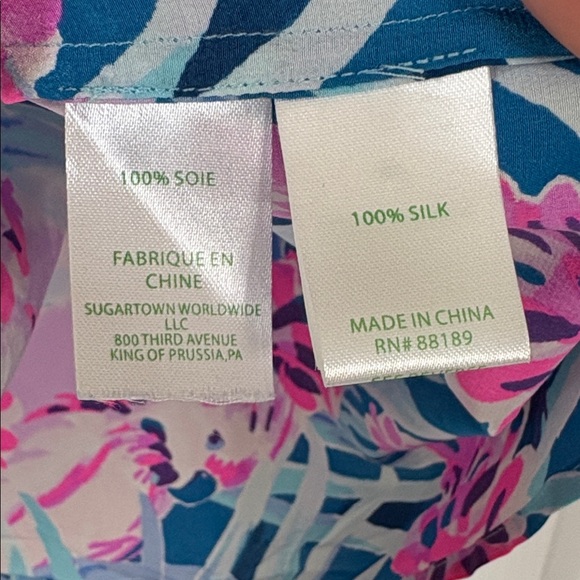 100% SOIE
FABRIQUE EN
CHINE
SUGARTOWN WORLDWIDE
LLC
800 THIRD AVENUE
KING OF PRUSSIA,PA
100% SILK
MADE IN CHINA
RN# 88189